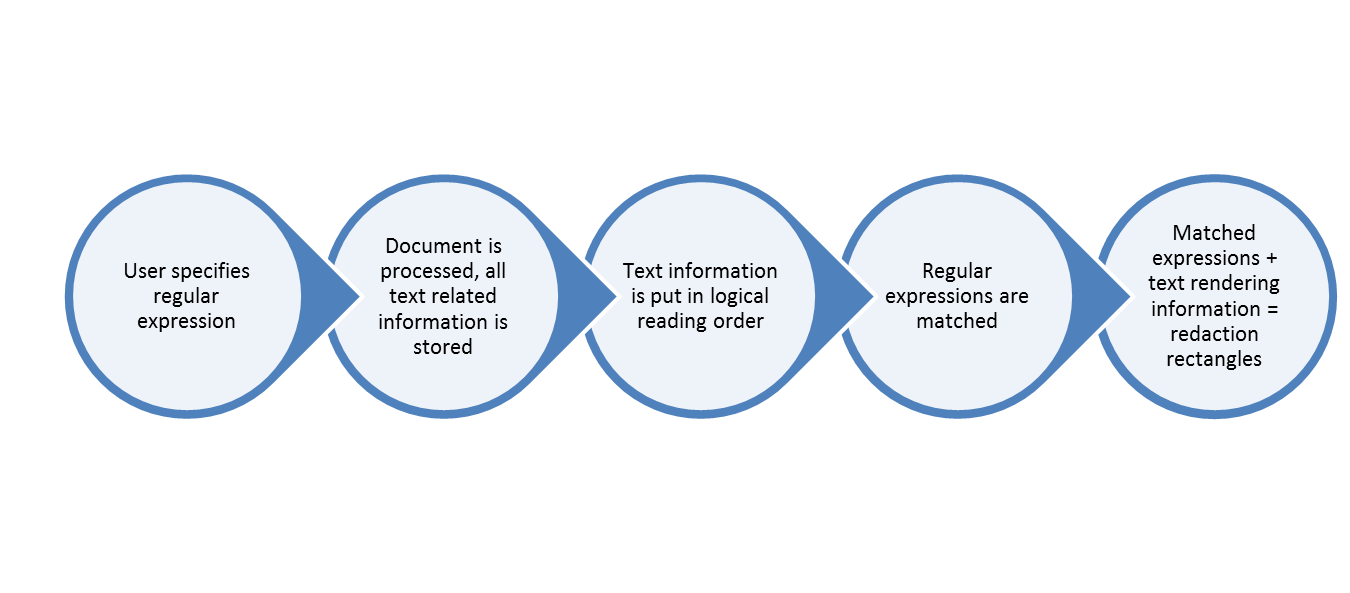 User specifies
regular
expression
Document is
processed, all
text related
information is
stored
Text information
is put in logical
reading order
Regular
expressions are
matched
Matched
expressions +
text rendering
information =
redaction
rectangles